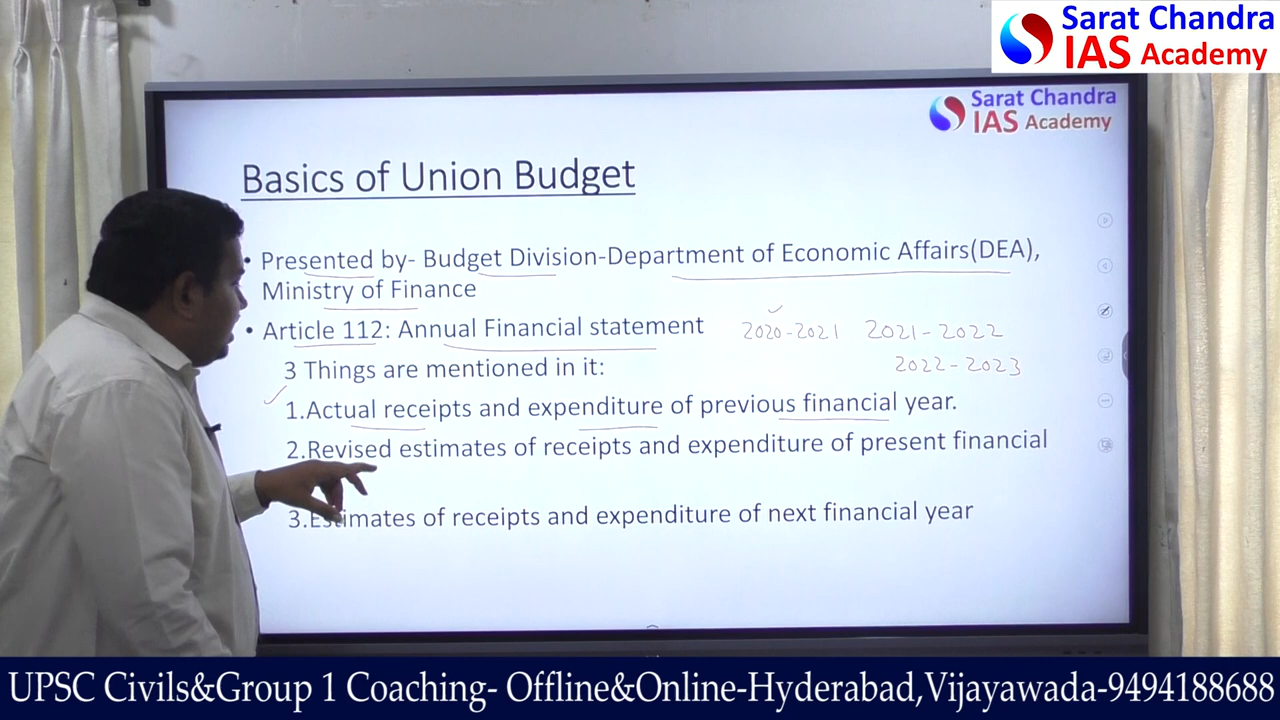 Sarat Chandra
IAS Academy
Sarat Chandra
IAS Academy
Basics of Union Budget
• Presented by- Budget Division-Department of Economic Affairs(DEA),
Ministry of Finance
• Article 112: Annual Financial statement 2020-2021 2021-2022
3 Things are mentioned in it: 2022-2023
1.Actual receipts and expenditure of previous financial year.
2.Revised estimates of receipts and expenditure of present financial
3.Estimates of receipts and expenditure of next financial year
UPSC Civils&Group 1 Coaching- Offline&Online-Hyderabad,Vijayawada-9494188688